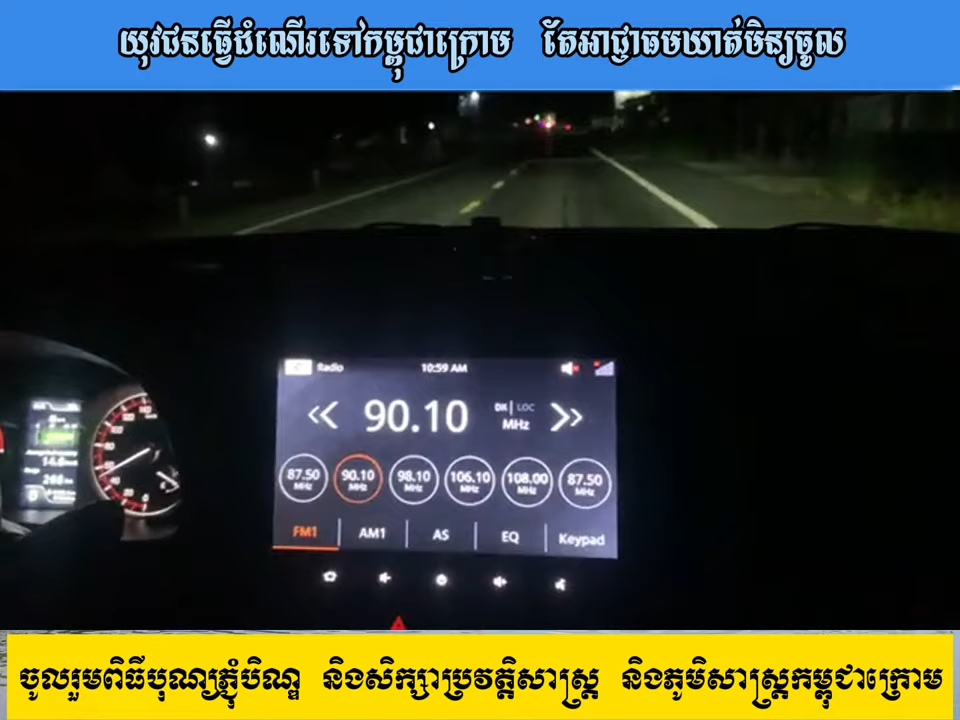 យុវជនធ្វើដំណើរទៅកម្ពុជាក្រោម តែអាជ្ញាធមឃាត់មិន្យចូល
Radio 10:59 AM
90.10 DX LOC
MHz
87.50 90.10 98.10 106.10 108.00 87.50
MHz MHz MHz MHz MHz MHz
FM1 AM1 AS EQ Keypad
ចូលរួមពិធីបុណ្យភ្ជុំបិណ្ឌ និងសិក្សាប្រវត្តិសាស្ត្រ និងភូមិសាស្ត្រកម្ពុជាក្រោម